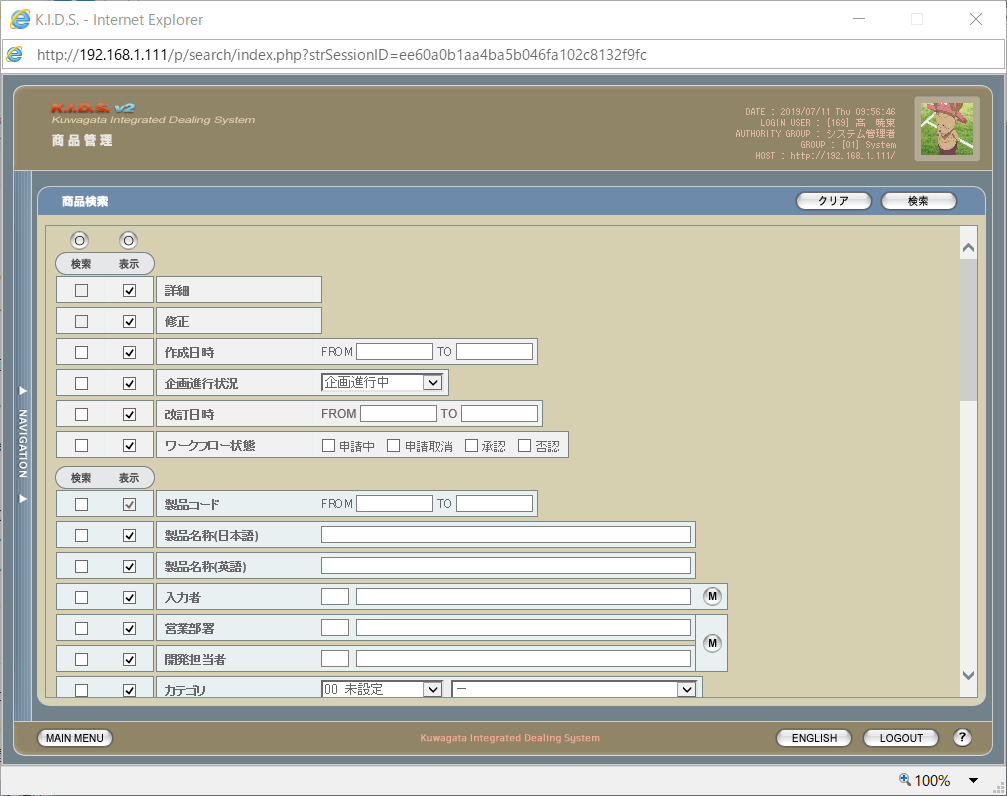 K.I.D.S. - Internet Explorer
http://192.168.1.111/p/search/index.php?strSessionID=ee60a0b1aa4ba5b046fa102c8132f9fc
K.I.D.S. v2
Kuwagata Integrated Dealing System
商品管理
DATE : 2019/07/11 Thu 09:56:46
LOGIN USER : [169] 高 暁東
AUTHORITY GROUP : システム管理者
GROUP : [01] System
HOST : http://192.168.1.111/
商品検索 クリア 検索
検索 表示
詳細
修正
作成日時 FROM TO
企画進行状況 企画進行中
改訂日時 FROM TO
ワークフロー状態 申請中 申請取消 承認 否認
検索 表示
製品コード FROM TO
製品名称(日本語)
製品名称(英語)
入力者 M
営業部署
M
開発担当者
カテゴリ 00 未設定 ー
NAVIGATION
MAIN MENU Kuwagata Integrated Dealing System ENGLISH LOGOUT ?
100%